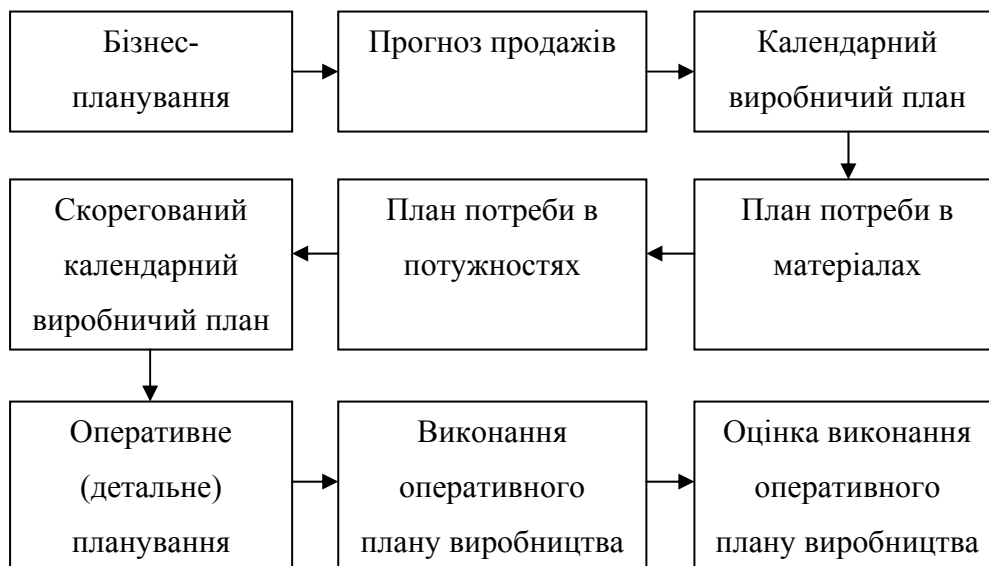 Бізнес-
планування
Прогноз продажів
Календарний
виробничий план
Скорегований
календарний
виробничий план
План потреби в
потужностях
План потреби в
матеріалах
Оперативне
(детальне)
планування
Виконання
оперативного
плану виробництва
Оцінка виконання
оперативного
плану виробництва